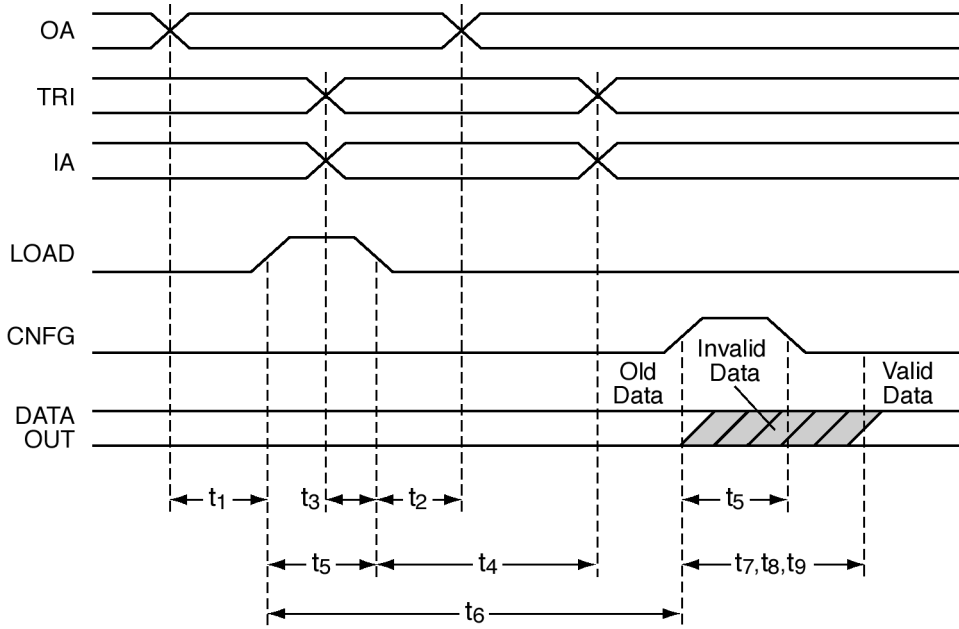 OA
TRI
IA
LOAD
CNFG
Old Data
Invalid Data
Valid Data
DATA OUT
t1
t3
t2
t5
t5
t4
t7,t8,t9
t6